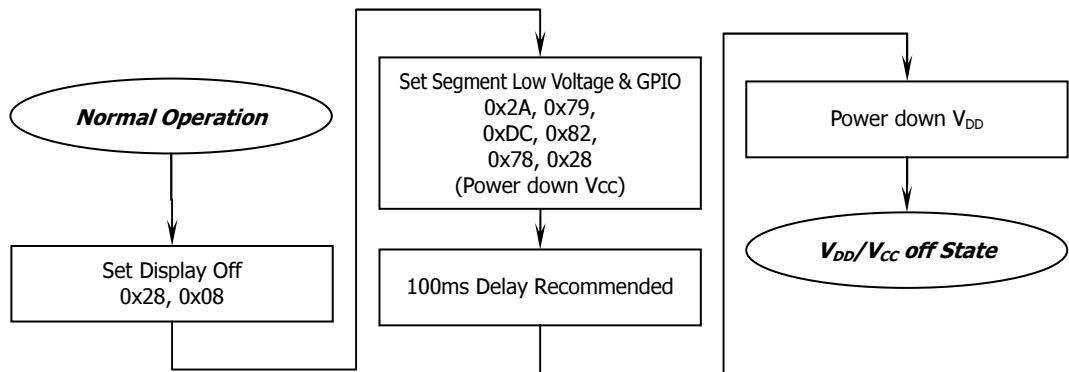 Normal Operation
Set Display Off
0x28, 0x08
Set Segment Low Voltage & GPIO
0x2A, 0x79,
0xDC, 0x82,
0x78, 0x28
(Power down Vcc)
100ms Delay Recommended
Power down VDD
VDD/VCC off State